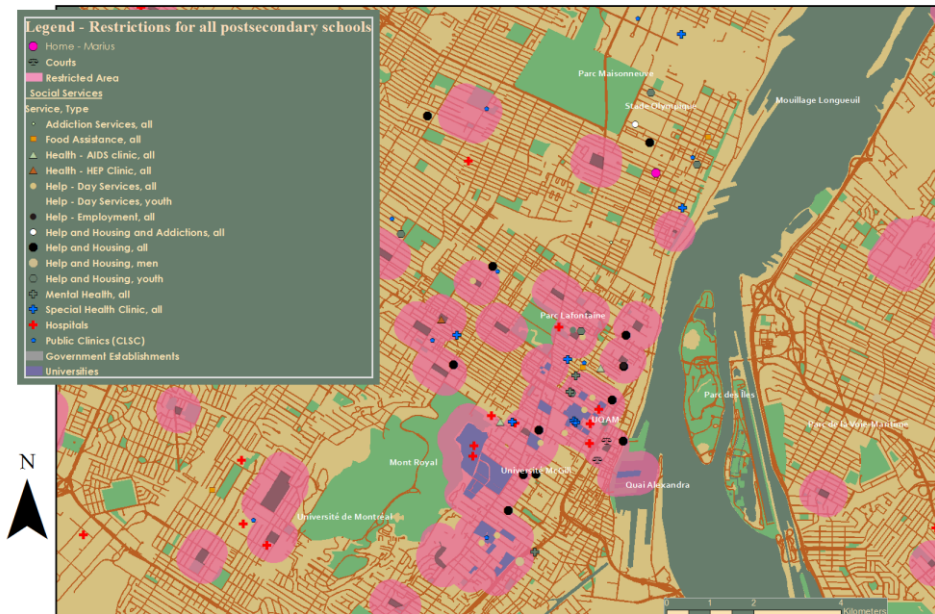 Legend - Restrictions for all postsecondary schools
Home - Marius
Courts
Restricted Area
Social Services
Service, Type
Addiction Services, all
Food Assistance, all
Health - AIDS clinic, all
Health - HEP Clinic, all
Help - Day Services, all
Help - Day Services, youth
Help - Employment, all
Help and Housing and Addictions, all
Help and Housing, all
Help and Housing, men
Help and Housing, youth
Mental Health, all
Special Health Clinic, all
Hospitals
Public Clinics (CLSC)
Government Establishments
Universities
Parc Maisonneuve
Stade Olympique
Mouillage Longueuil
Parc Lafontaine
Parc des Iles
UQAM
Parc de la Voie-Maritime
Mont Royal
Université McGill
Quai Alexandra
Université de Montréal
N
0 1 2 4
Kilometers